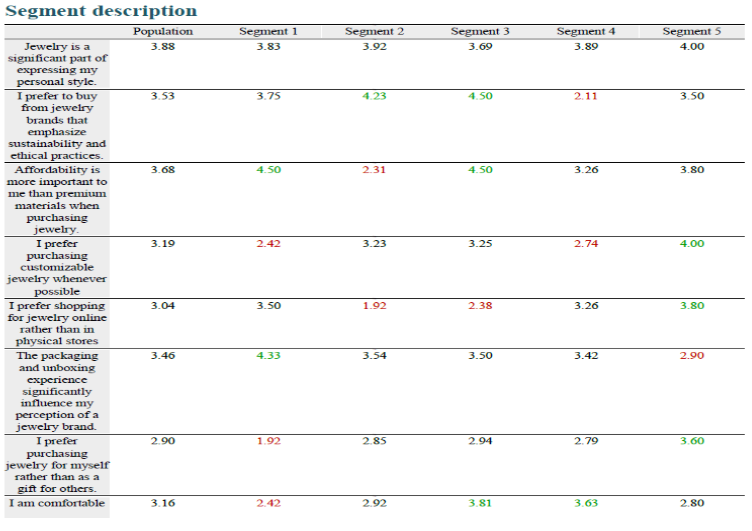 Segment description
Population Segment 1 Segment 2 Segment 3 Segment 4 Segment 5
Jewelry is a 3.88 3.83 3.92 3.69 3.89 4.00
significant part of
expressing my
personal style.
I prefer to buy 3.53 3.75 4.23 4.50 2.11 3.50
from jewelry
brands that
emphasize
sustainability and
ethical practices.
Affordability is 3.68 4.50 2.31 4.50 3.26 3.80
more important to
me than premium
materials when
purchasing
jewelry.
I prefer 3.19 2.42 3.23 3.25 2.74 4.00
purchasing
customizable
jewelry whenever
possible
I prefer shopping 3.04 3.50 1.92 2.38 3.26 3.80
for jewelry online
rather than in
physical stores
The packaging 3.46 4.33 3.54 3.50 3.42 2.90
and unboxing
experience
significantly
influence my
perception of a
jewelry brand.
I prefer 2.90 1.92 2.85 2.94 2.79 3.60
purchasing
jewelry for myself
rather than as a
gift for others.
I am comfortable 3.16 2.42 2.92 3.81 3.63 2.80